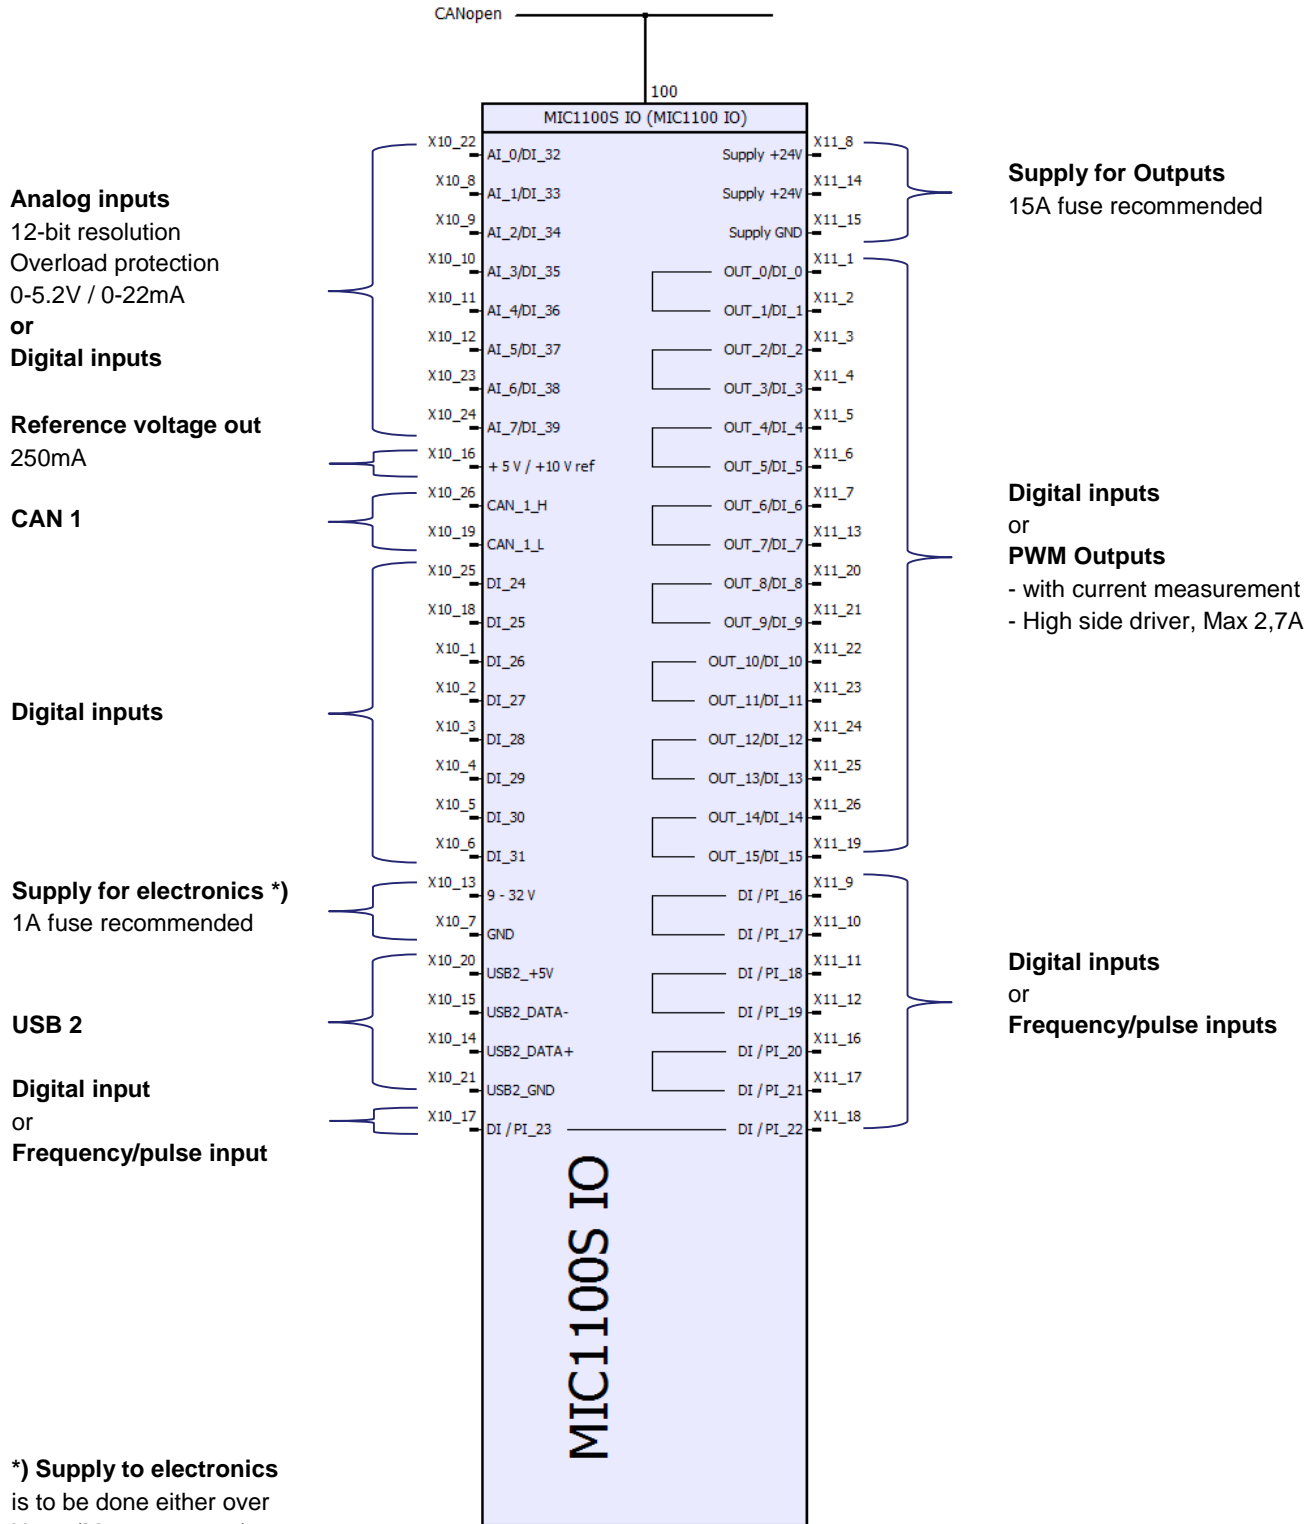 CANopen
100
MIC1100S IO (MIC1100 IO)
Analog inputs
12-bit resolution
Overload protection
0-5.2V / 0-22mA
or
Digital inputs
Reference voltage out
250mA
CAN 1
Digital inputs
Supply for electronics *)
1A fuse recommended
USB 2
Digital input
or
Frequency/pulse input
X10_22 AI_0/DI_32
X10_8 AI_1/DI_33
X10_9 AI_2/DI_34
X10_10 AI_3/DI_35
X10_11 AI_4/DI_36
X10_12 AI_5/DI_37
X10_23 AI_6/DI_38
X10_24 AI_7/DI_39
X10_16 + 5 V / +10 V ref
X10_26 CAN_1_H
X10_19 CAN_1_L
X10_25 DI_24
X10_18 DI_25
X10_1 DI_26
X10_2 DI_27
X10_3 DI_28
X10_4 DI_29
X10_5 DI_30
X10_6 DI_31
X10_13 9 - 32 V
X10_7 GND
X10_20 USB2_+5V
X10_15 USB2_DATA-
X10_14 USB2_DATA+
X10_21 USB2_GND
X10_17 DI / PI_23
Supply +24V X11_8
Supply +24V X11_14
Supply GND X11_15
OUT_0/DI_0 X11_1
OUT_1/DI_1 X11_2
OUT_2/DI_2 X11_3
OUT_3/DI_3 X11_4
OUT_4/DI_4 X11_5
OUT_5/DI_5 X11_6
OUT_6/DI_6 X11_7
OUT_7/DI_7 X11_13
OUT_8/DI_8 X11_20
OUT_9/DI_9 X11_21
OUT_10/DI_10 X11_22
OUT_11/DI_11 X11_23
OUT_12/DI_12 X11_24
OUT_13/DI_13 X11_25
OUT_14/DI_14 X11_26
OUT_15/DI_15 X11_19
DI / PI_16 X11_9
DI / PI_17 X11_10
DI / PI_18 X11_11
DI / PI_19 X11_12
DI / PI_20 X11_16
DI / PI_21 X11_17
DI / PI_22 X11_18
Supply for Outputs
15A fuse recommended
Digital inputs
or
PWM Outputs
- with current measurement
- High side driver, Max 2,7A
Digital inputs
or
Frequency/pulse inputs
MIC1100S IO
*) Supply to electronics
is to be done either over